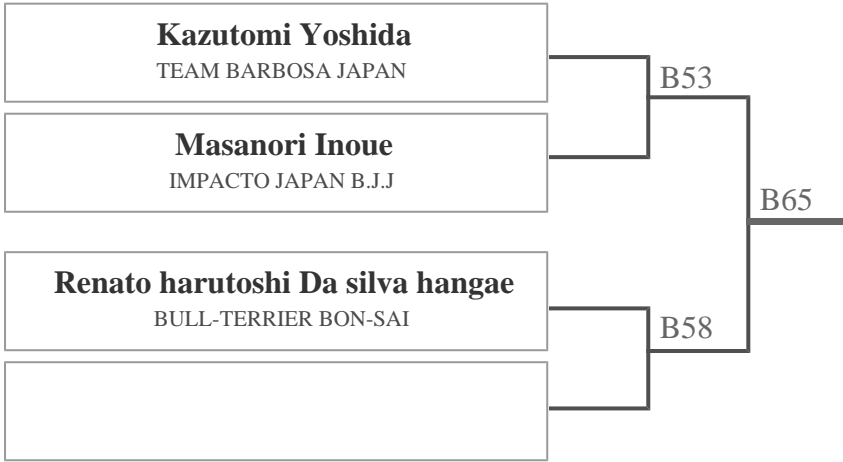 Kazutomi Yoshida
TEAM BARBOSA JAPAN
B53
Masanori Inoue
IMPACTO JAPAN B.J.J
B65
Renato harutoshi Da silva hangae
BULL-TERRIER BON-SAI
B58